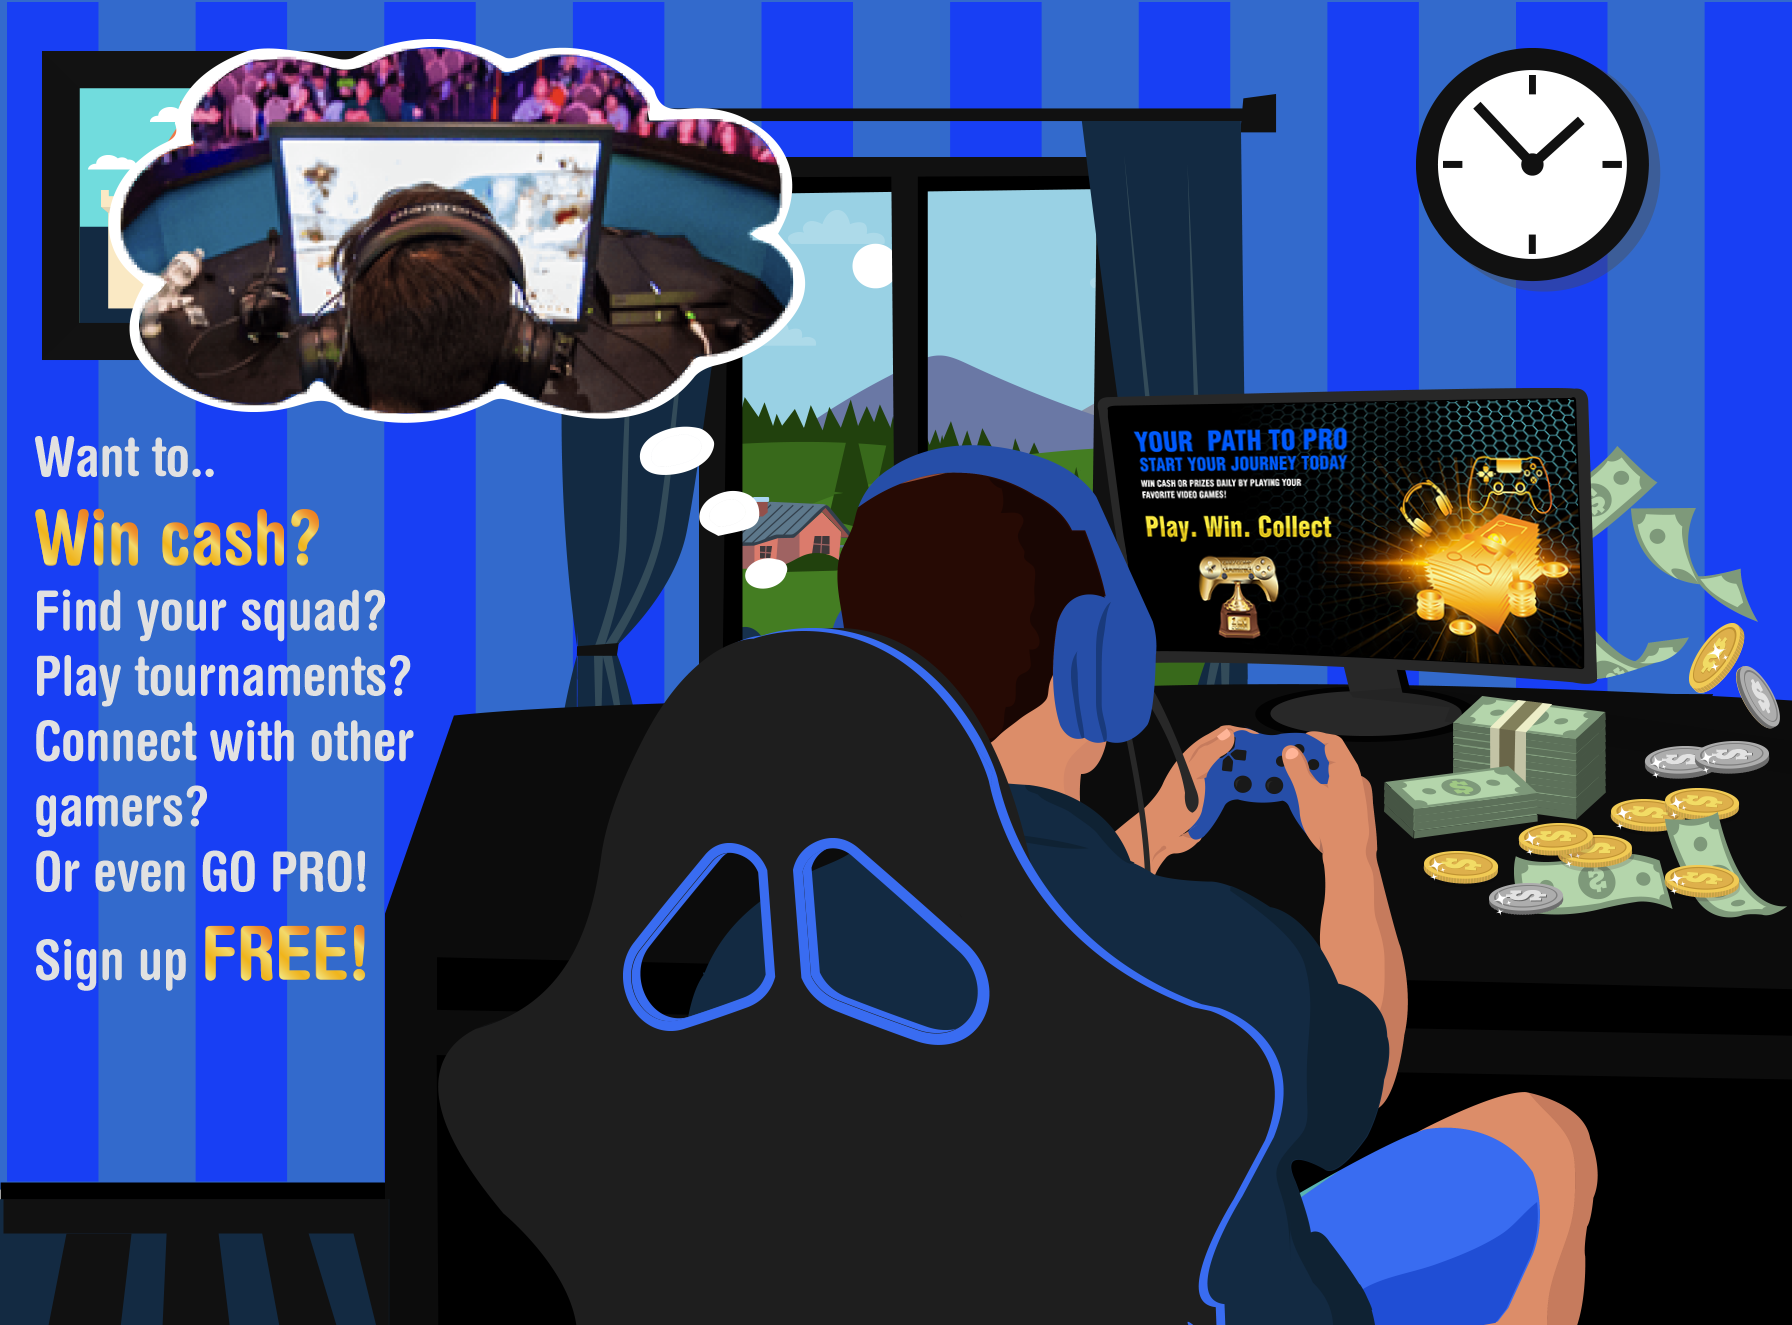 plantronics
Want to..
Win cash?
Find your squad?
Play tournaments?
Connect with other
gamers?
Or even GO PRO!
Sign up FREE!
YOUR PATH TO PRO
START YOUR JOURNEY TODAY
WIN CASH OR PRIZES DAILY BY PLAYING YOUR
FAVORITE VIDEO GAMES!
Play. Win. Collect